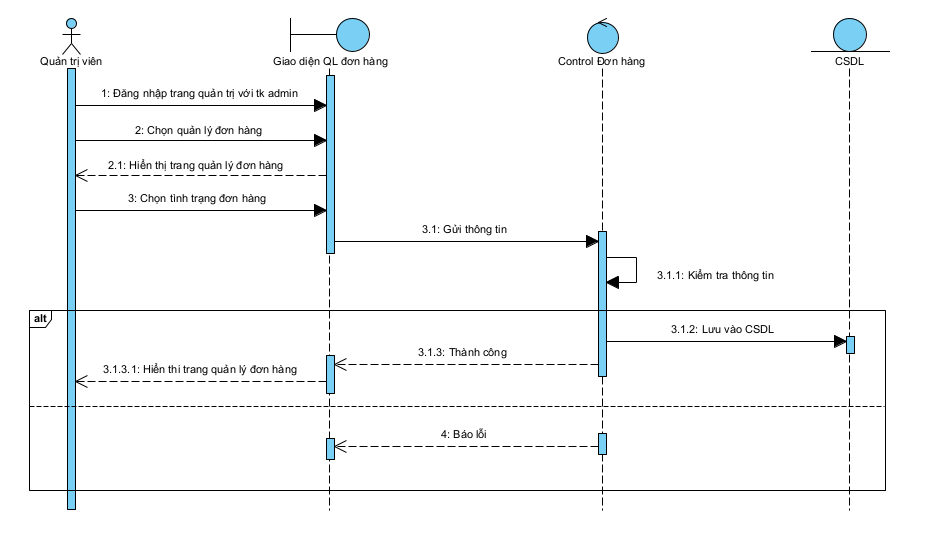 Quản trị viên
Giao diện QL đơn hàng
Control Đơn hàng
CSDL
1: Đăng nhập trang quản trị với tk admin
2: Chọn quản lý đơn hàng
2.1: Hiển thị trang quản lý đơn hàng
3: Chọn tình trạng đơn hàng
3.1: Gửi thông tin
3.1.1: Kiểm tra thông tin
alt
3.1.2: Lưu vào CSDL
3.1.3: Thành công
3.1.3.1: Hiển thi trang quản lý đơn hàng
4: Báo lỗi